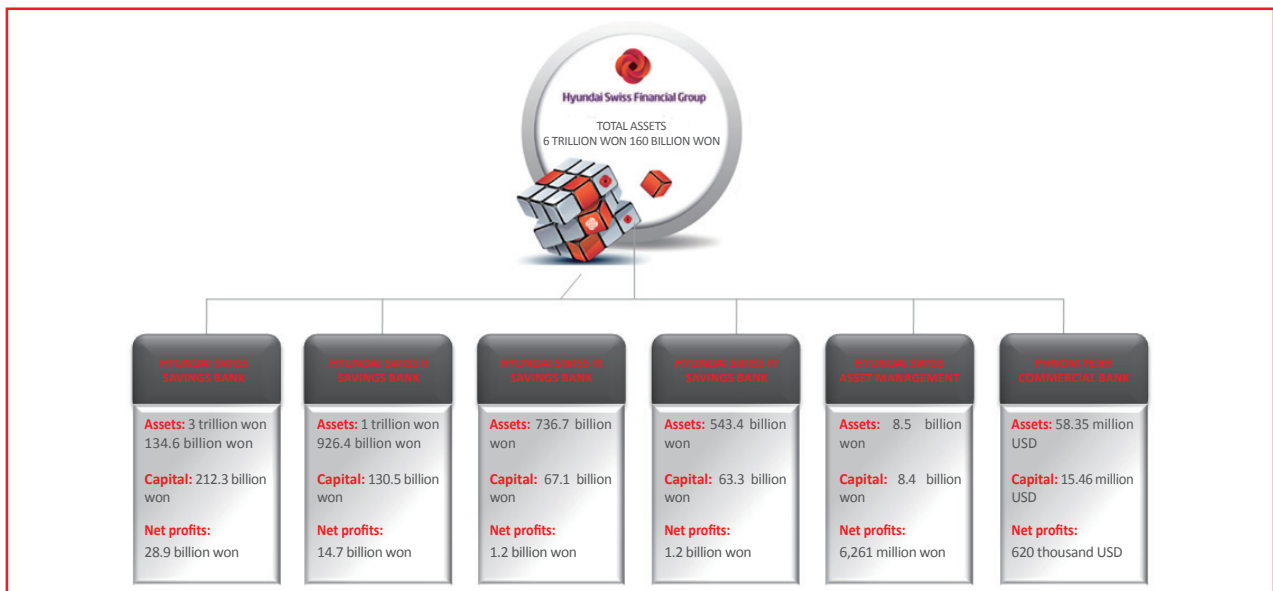 Hyundai Swiss Financial Group
TOTAL ASSETS
6 TRILLION WON 160 BILLION WON
HYUNDAI SWISS
SAVINGS BANK
Assets: 3 trillion won
134.6 billion won
Capital: 212.3 billion
won
Net profits:
28.9 billion won
HYUNDAI SWISS II
SAVINGS BANK
Assets: 1 trillion won
926.4 billion won
Capital: 130.5 billion
won
Net profits:
14.7 billion won
HYUNDAI SWISS III
SAVINGS BANK
Assets: 736.7 billion
won
Capital: 67.1 billion
won
Net profits:
1.2 billion won
HYUNDAI SWISS IV
SAVINGS BANK
Assets: 543.4 billion
won
Capital: 63.3 billion
won
Net profits:
1.2 billion won
HYUNDAI SWISS
ASSET MANAGEMENT
Assets: 8.5 billion
won
Capital: 8.4 billion
won
Net profits:
6,261 million won
PHNOM PENH
COMMERCIAL BANK
Assets: 58.35 million
USD
Capital: 15.46 million
USD
Net profits:
620 thousand USD